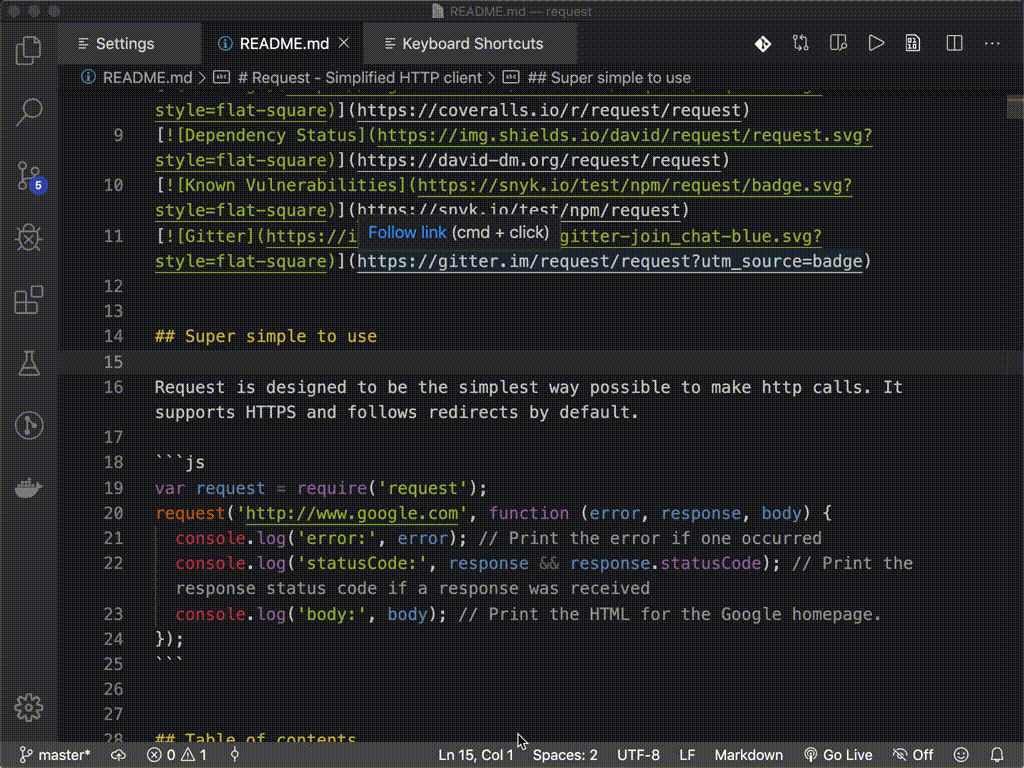 README.md — request
Settings
README.md
Keyboard Shortcuts
README.md > # Request - Simplified HTTP client > ## Super simple to use
style=flat-square)](https://coveralls.io/r/request/request)
9 [![Dependency Status](https://img.shields.io/david/request/request.svg?
style=flat-square)](https://david-dm.org/request/request)
10 [![Known Vulnerabilities](https://snyk.io/test/npm/request/badge.svg?
style=flat-square)](https://snyk.io/test/npm/request)
Follow link (cmd + click)
11 [![Gitter](https://i gitter-join_chat-blue.svg?
style=flat-square)](https://gitter.im/request/request?utm_source=badge)
12
13
14 ## Super simple to use
15
16 Request is designed to be the simplest way possible to make http calls. It
supports HTTPS and follows redirects by default.
17
18 ```js
19 var request = require('request');
20 request('http://www.google.com', function (error, response, body) {
21 console.log('error:', error); // Print the error if one occurred
22 console.log('statusCode:', response && response.statusCode); // Print the
response status code if a response was received
23 console.log('body:', body); // Print the HTML for the Google homepage.
24 });
25 ```
26
27
28 ## Table of contents
5
master* 0 1 Ln 15, Col 1 Spaces: 2 UTF-8 LF Markdown Go Live Off